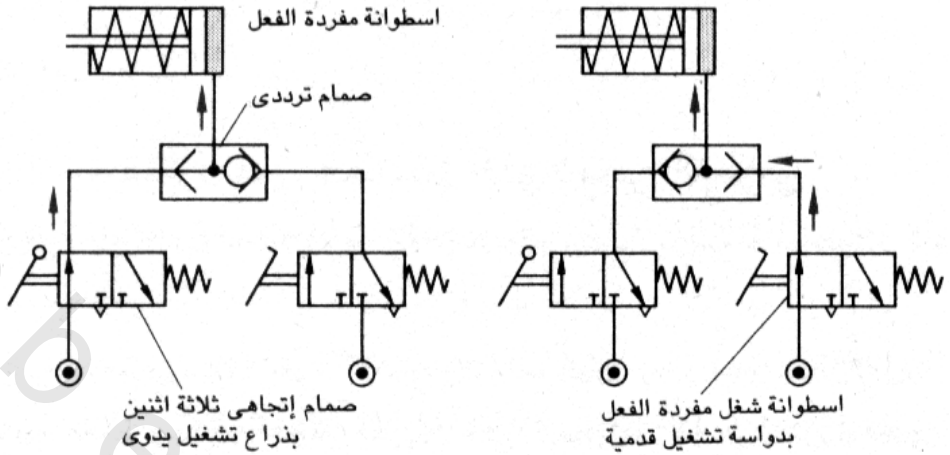 اسطوانة مفردة الفعل
صمام ترددى
صمام إتجاهى ثلاثة اثنين
بذراع تشغيل يدوى
اسطوانة شغل مفردة الفعل
بدواسة تشغيل قدمية